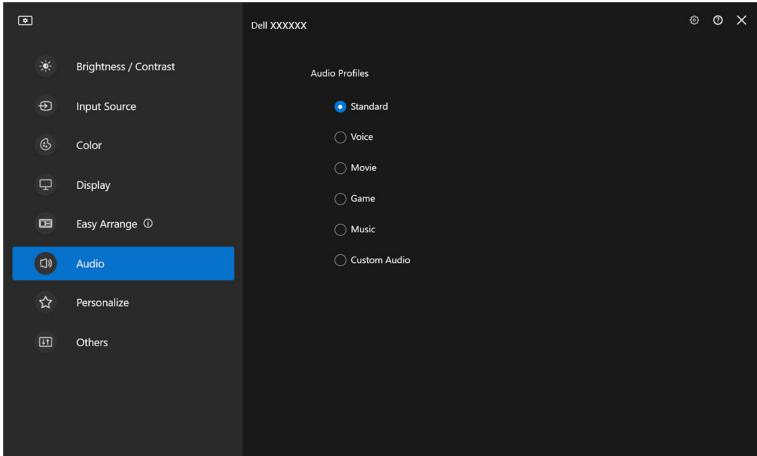 Dell XXXXXX
Brightness / Contrast
Input Source
Color
Display
Easy Arrange
Audio
Personalize
Others
Audio Profiles
Standard
Voice
Movie
Game
Music
Custom Audio